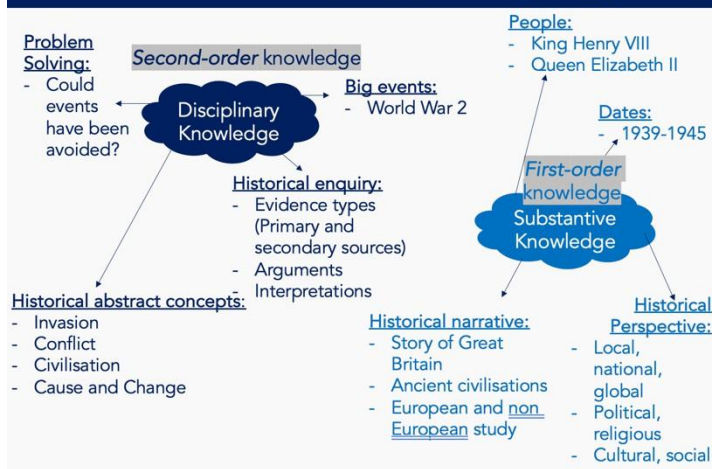 Problem
Solving:
- Could
events
have been
avoided?
Second-order knowledge
Disciplinary
Knowledge
Big events:
- World War 2
Historical enquiry:
- Evidence types
(Primary and
secondary sources)
- Arguments
- Interpretations
Historical abstract concepts:
- Invasion
- Conflict
- Civilisation
- Cause and Change
People:
- King Henry VIII
- Queen Elizabeth II
Dates:
- 1939-1945
First-order
knowledge
Substantive
Knowledge
Historical narrative:
- Story of Great
Britain
- Ancient civilisations
- European and non
European study
Historical
Perspective:
- Local,
national,
global
- Political,
religious
- Cultural, social